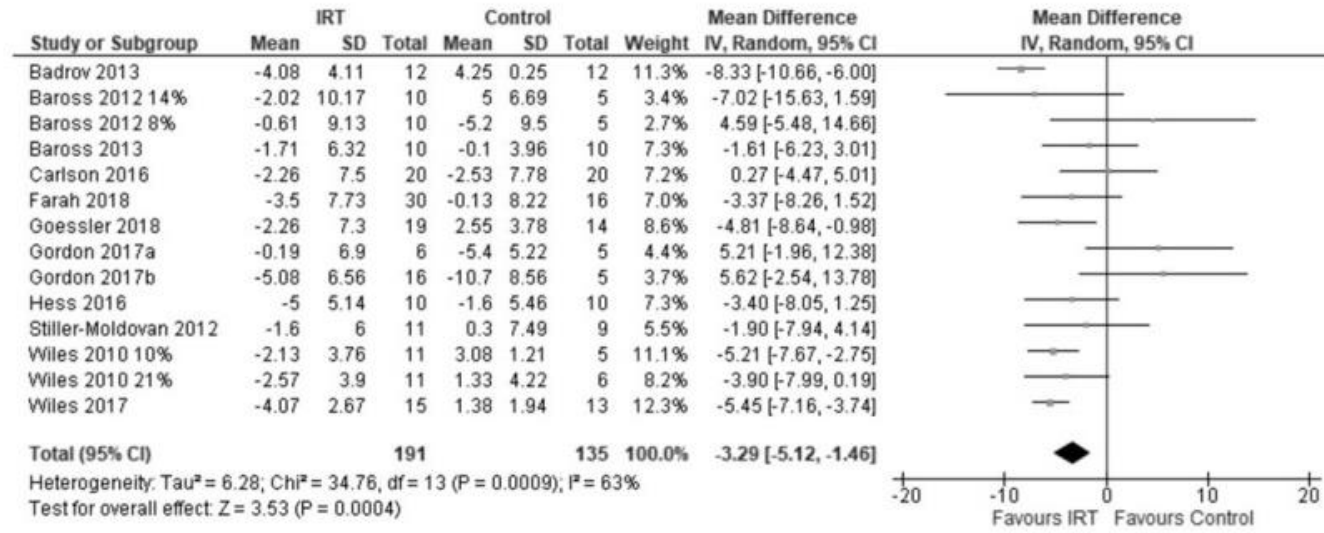 IRT Control Mean Difference Mean Difference
Study or Subgroup Mean SD Total Mean SD Total Weight IV, Random, 95% CI IV, Random, 95% CI
Badrov 2013 -4.08 4.11 12 4.25 0.25 12 11.3% -8.33 [-10.66, -6.00]
Baross 2012 14% -2.02 10.17 10 5 6.69 5 3.4% -7.02 [-15.63, 1.59]
Baross 2012 8% -0.61 9.13 10 -5.2 9.5 5 2.7% 4.59 [-5.48, 14.66]
Baross 2013 -1.71 6.32 10 -0.1 3.96 10 7.3% -1.61 [-6.23, 3.01]
Carlson 2016 -2.26 7.5 20 -2.53 7.78 20 7.2% 0.27 [-4.47, 5.01]
Farah 2018 -3.5 7.73 30 -0.13 8.22 16 7.0% -3.37 [-8.26, 1.52]
Goessler 2018 -2.26 7.3 19 2.55 3.78 14 8.6% -4.81 [-8.64, -0.98]
Gordon 2017a -0.19 6.9 6 -5.4 5.22 5 4.4% 5.21 [-1.96, 12.38]
Gordon 2017b -5.08 6.56 16 -10.7 8.56 5 3.7% 5.62 [-2.54, 13.78]
Hess 2016 -5 5.14 10 -1.6 5.46 10 7.3% -3.40 [-8.05, 1.25]
Stiller-Moldovan 2012 -1.6 6 11 0.3 7.49 9 5.5% -1.90 [-7.94, 4.14]
Wiles 2010 10% -2.13 3.76 11 3.08 1.21 5 11.1% -5.21 [-7.67, -2.75]
Wiles 2010 21% -2.57 3.9 11 1.33 4.22 6 8.2% -3.90 [-7.99, 0.19]
Wiles 2017 -4.07 2.67 15 1.38 1.94 13 12.3% -5.45 [-7.16, -3.74]
Total (95% CI) 191 135 100.0% -3.29 [-5.12, -1.46]
Heterogeneity: Tau² = 6.28; Chi² = 34.76, df = 13 (P = 0.0009); I² = 63%
Test for overall effect: Z = 3.53 (P = 0.0004)
-20 -10 0 10 20
Favours IRT Favours Control